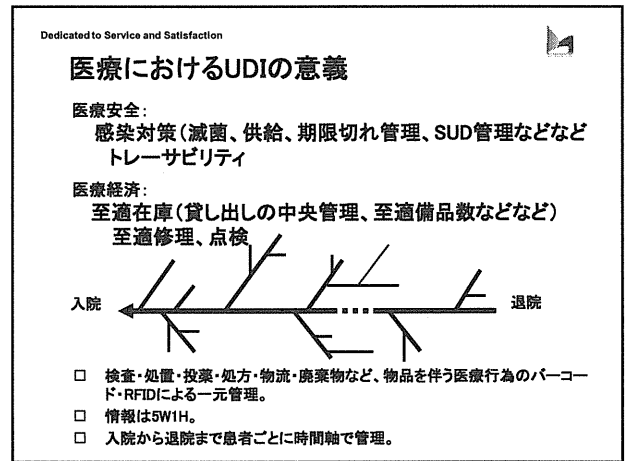 Dedicated to Service and Satisfaction
医療におけるUDIの意義
医療安全：
感染対策（滅菌、供給、期限切れ管理、SUD管理などなど
トレーサビリティ
医療経済：
至適在庫（貸し出しの中央管理、至適備品数などなど）
至適修理、点検
入院
退院
□ 検査・処置・投薬・処方・物流・廃棄物など、物品を伴う医療行為のバーコー
ド・RFIDによる一元管理。
□ 情報は5W1H。
□ 入院から退院まで患者ごとに時間軸で管理。